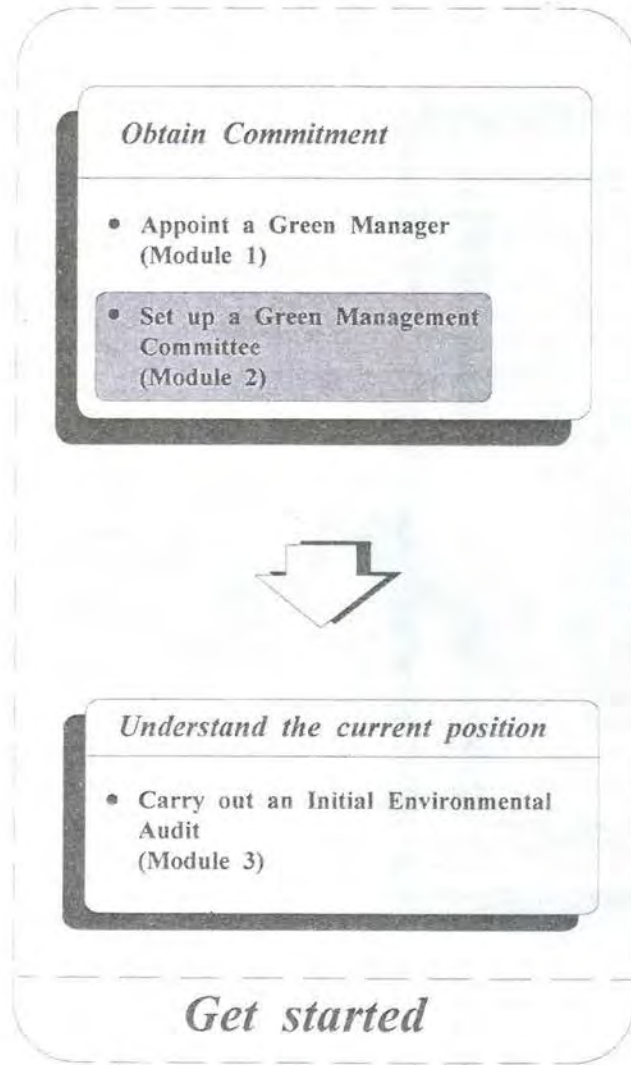 Obtain Commitment
• Appoint a Green Manager
(Module 1)
• Set up a Green Management
Committee
(Module 2)
Understand the current position
• Carry out an Initial Environmental
Audit
(Module 3)
Get started